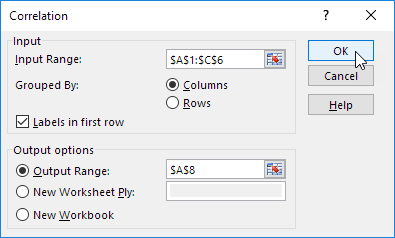 Correlation
Input
Input Range:
$A$1:$C$6
OK
Cancel
Grouped By:
Columns
Rows
Help
Labels in first row
Output options
Output Range:
$A$8
New Worksheet Ply:
New Workbook